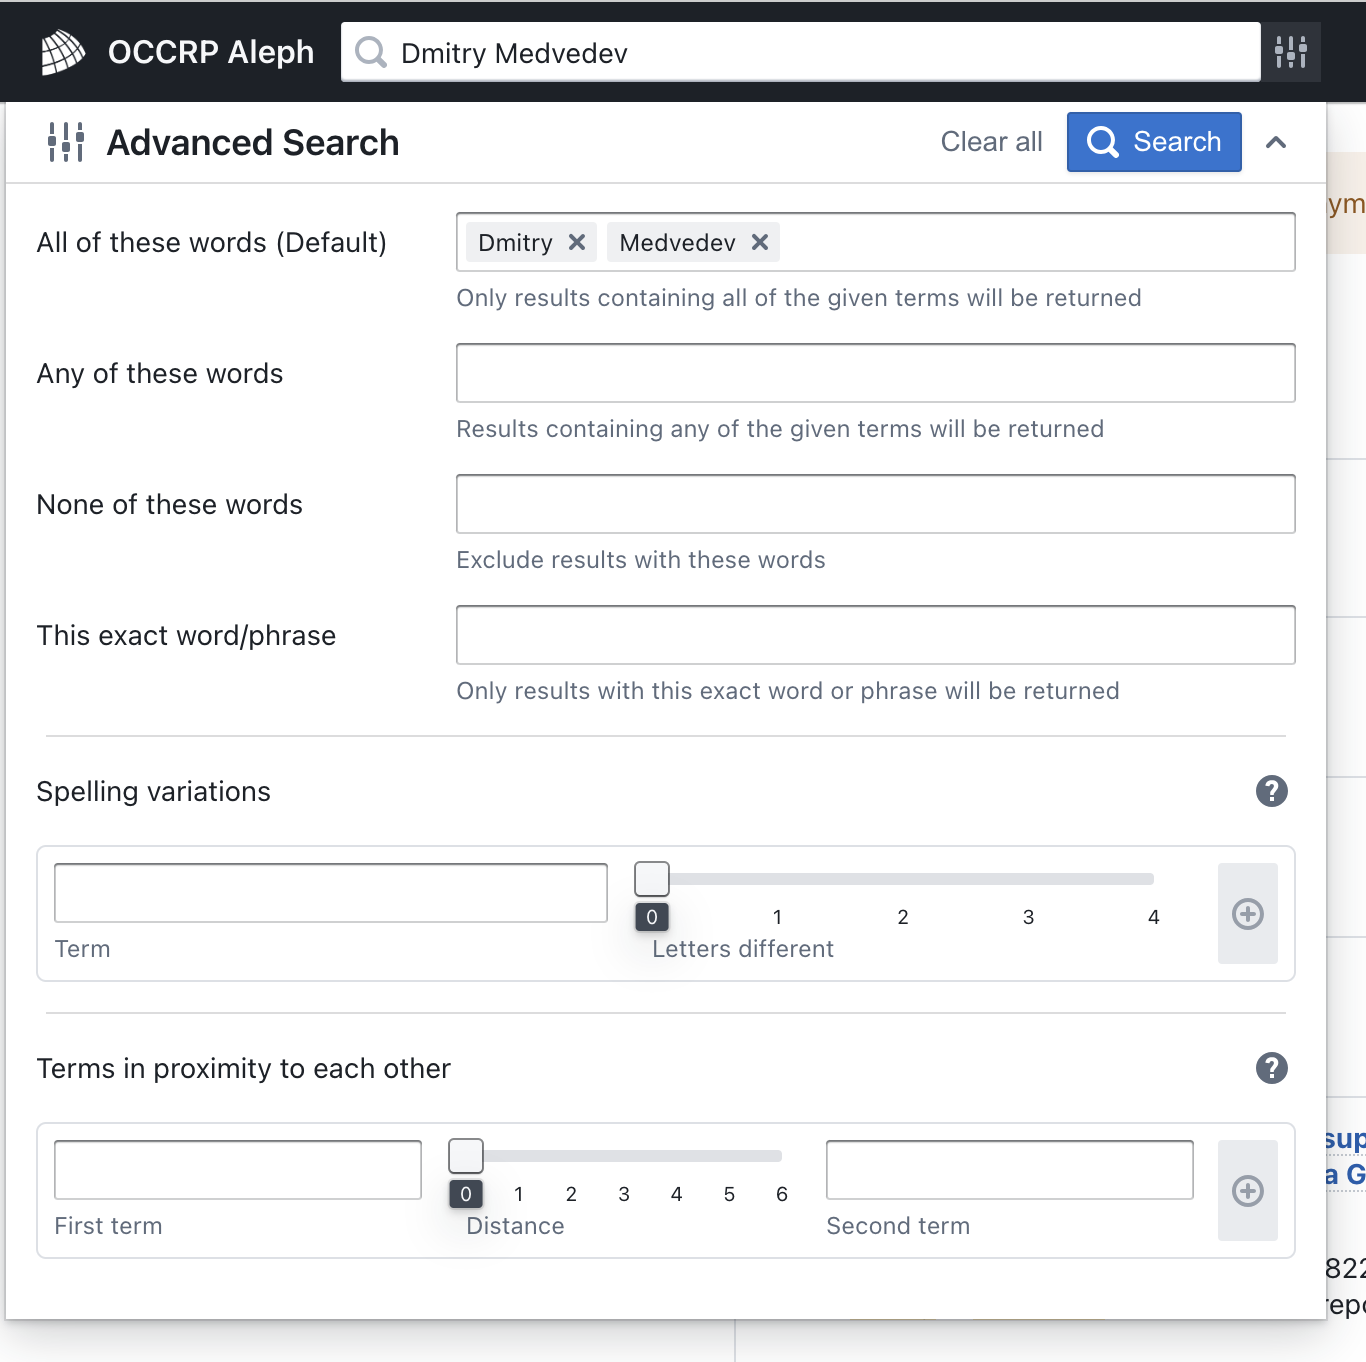 OCCRP Aleph
Dmitry Medvedev
Advanced Search
Clear all
Search
All of these words (Default)
Dmitry
Medvedev
Only results containing all of the given terms will be returned
Any of these words
Results containing any of the given terms will be returned
None of these words
Exclude results with these words
This exact word/phrase
Only results with this exact word or phrase will be returned
Spelling variations
?
0 1 2 3 4
Term
Letters different
Terms in proximity to each other
?
0 1 2 3 4 5 6
First term
Distance
Second term